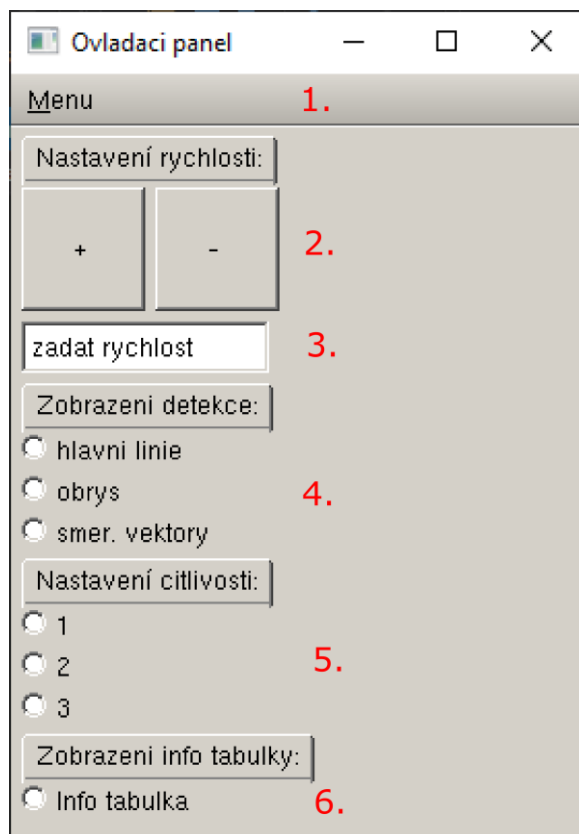 Ovladaci panel
Menu 1.
Nastavení rychlosti:
+ - 2.
zadat rychlost 3.
Zobrazeni detekce:
hlavni linie
obrys 4.
smer. vektory
Nastavení citlivosti:
1
2 5.
3
Zobrazeni info tabulky:
Info tabulka 6.